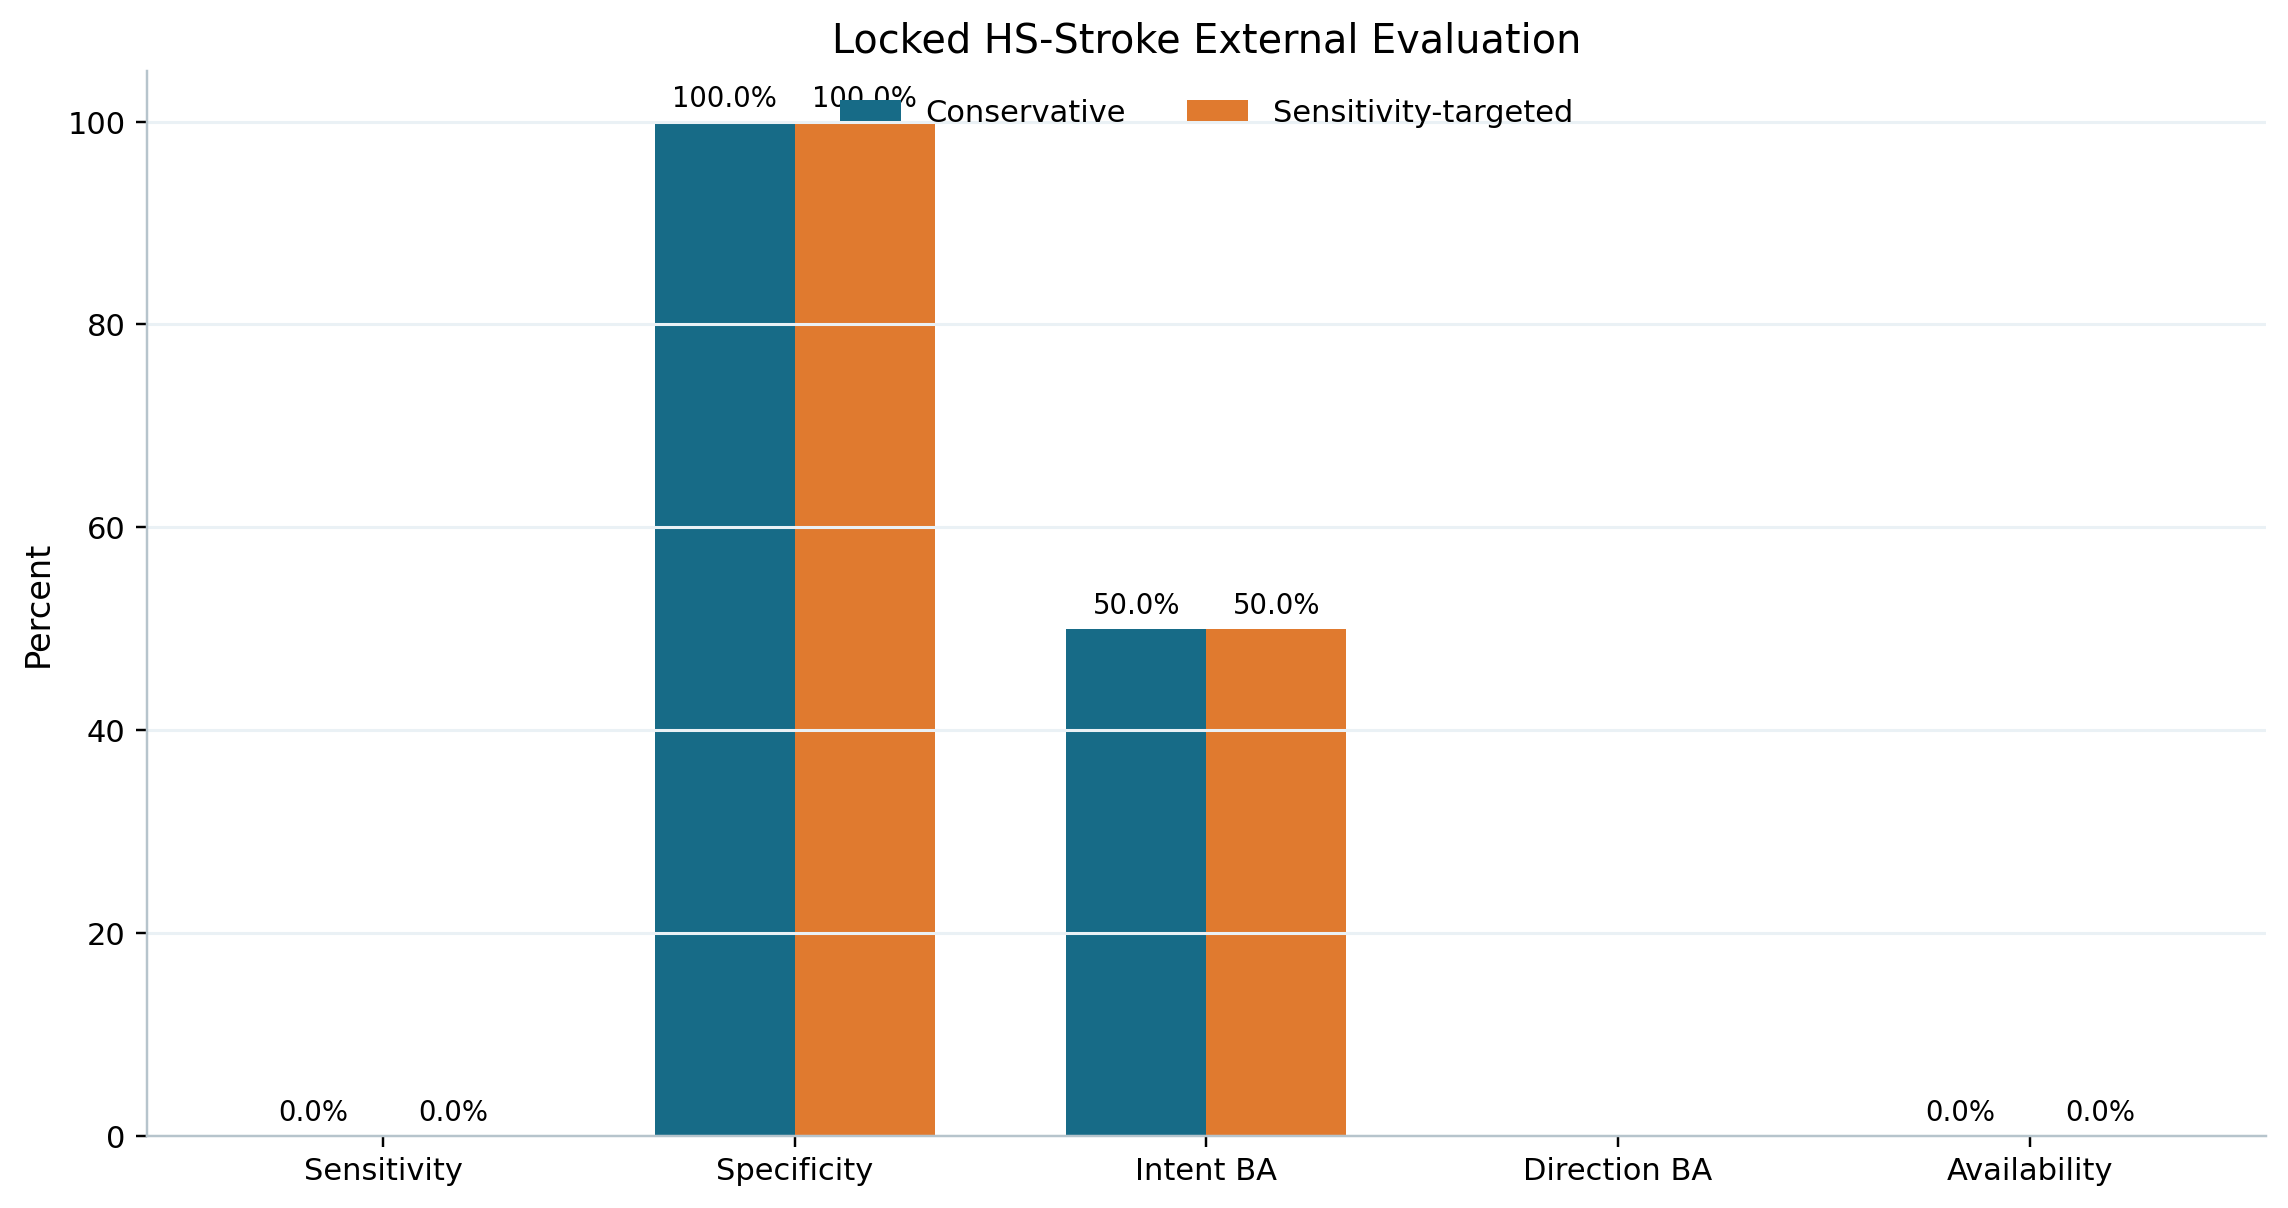 Locked HS-Stroke External Evaluation
100.0% 100.0%
Conservative Sensitivity-targeted
100
80
60
50.0% 50.0%
Percent
40
20
0.0% 0.0% 0.0% 0.0%
0
Sensitivity Specificity Intent BA Direction BA Availability